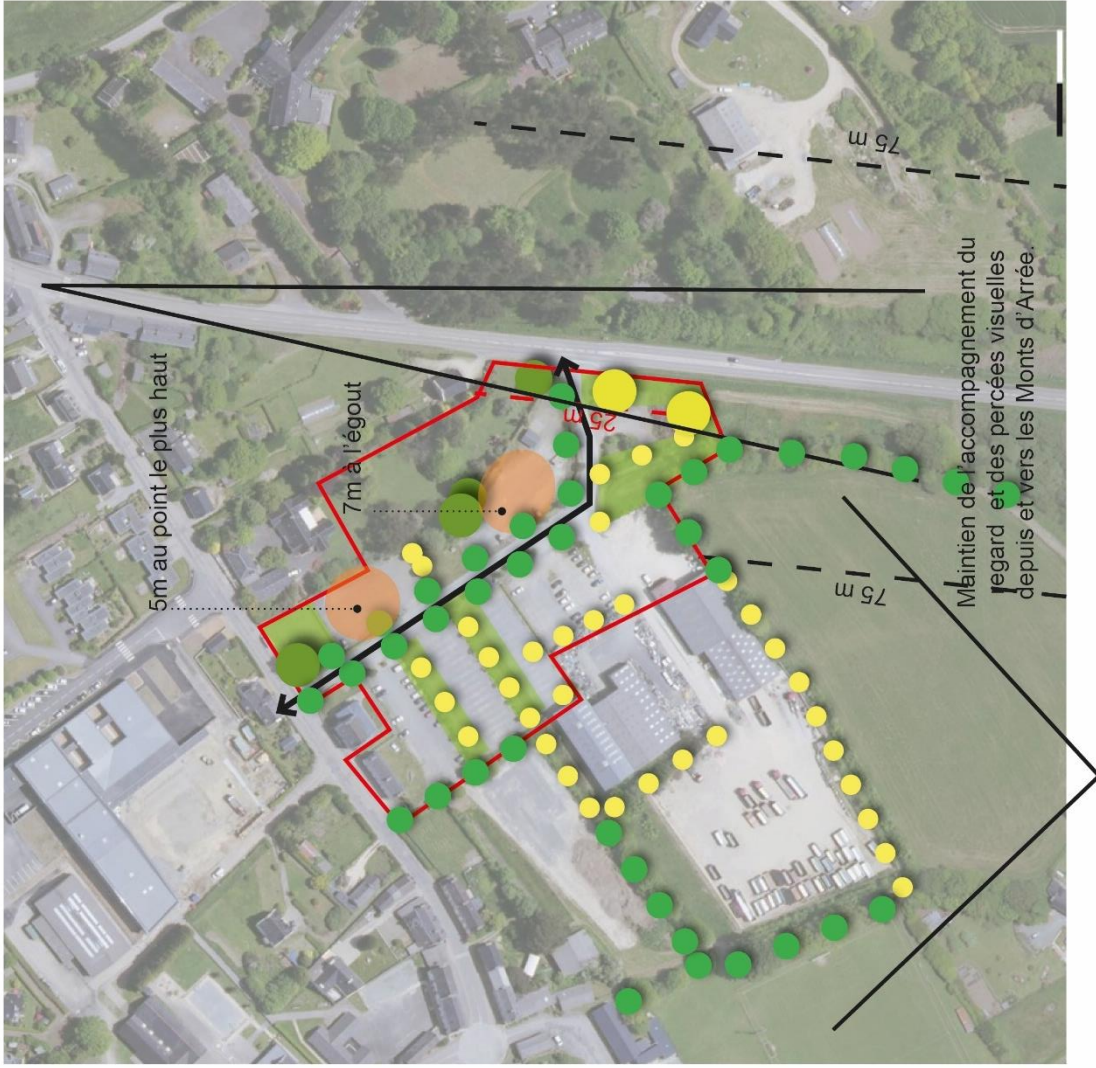 5m au point le plus haut
7m à l'égout
25 m
75 m
75 m
Maintien de l'accompagnement du
regard et des percées visuelles
depuis et vers les Monts d'Arrée.